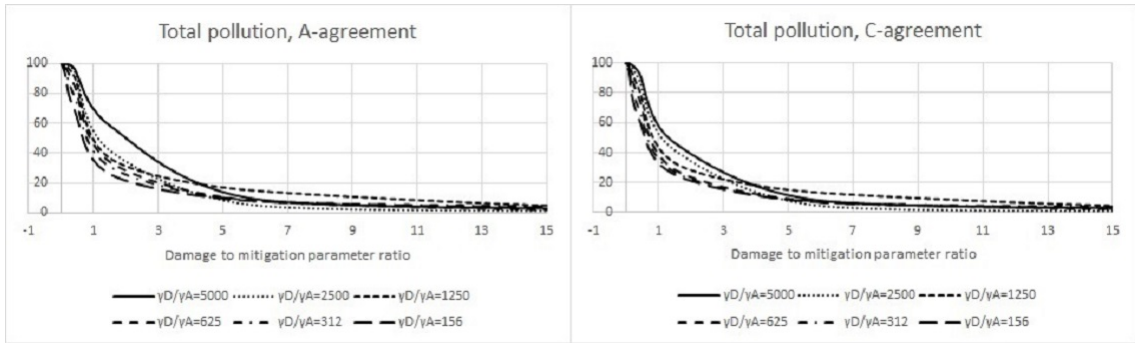 Total pollution, A-agreement
100
80
60
40
20
0
-1 1 3 5 7 9 11 13 15
Damage to mitigation parameter ratio
γD/γA=5000 γD/γA=2500 γD/γA=1250
γD/γA=625 γD/γA=312 γD/γA=156
Total pollution, C-agreement
100
80
60
40
20
0
-1 1 3 5 7 9 11 13 15
Damage to mitigation parameter ratio
γD/γA=5000 γD/γA=2500 γD/γA=1250
γD/γA=625 γD/γA=312 γD/γA=156